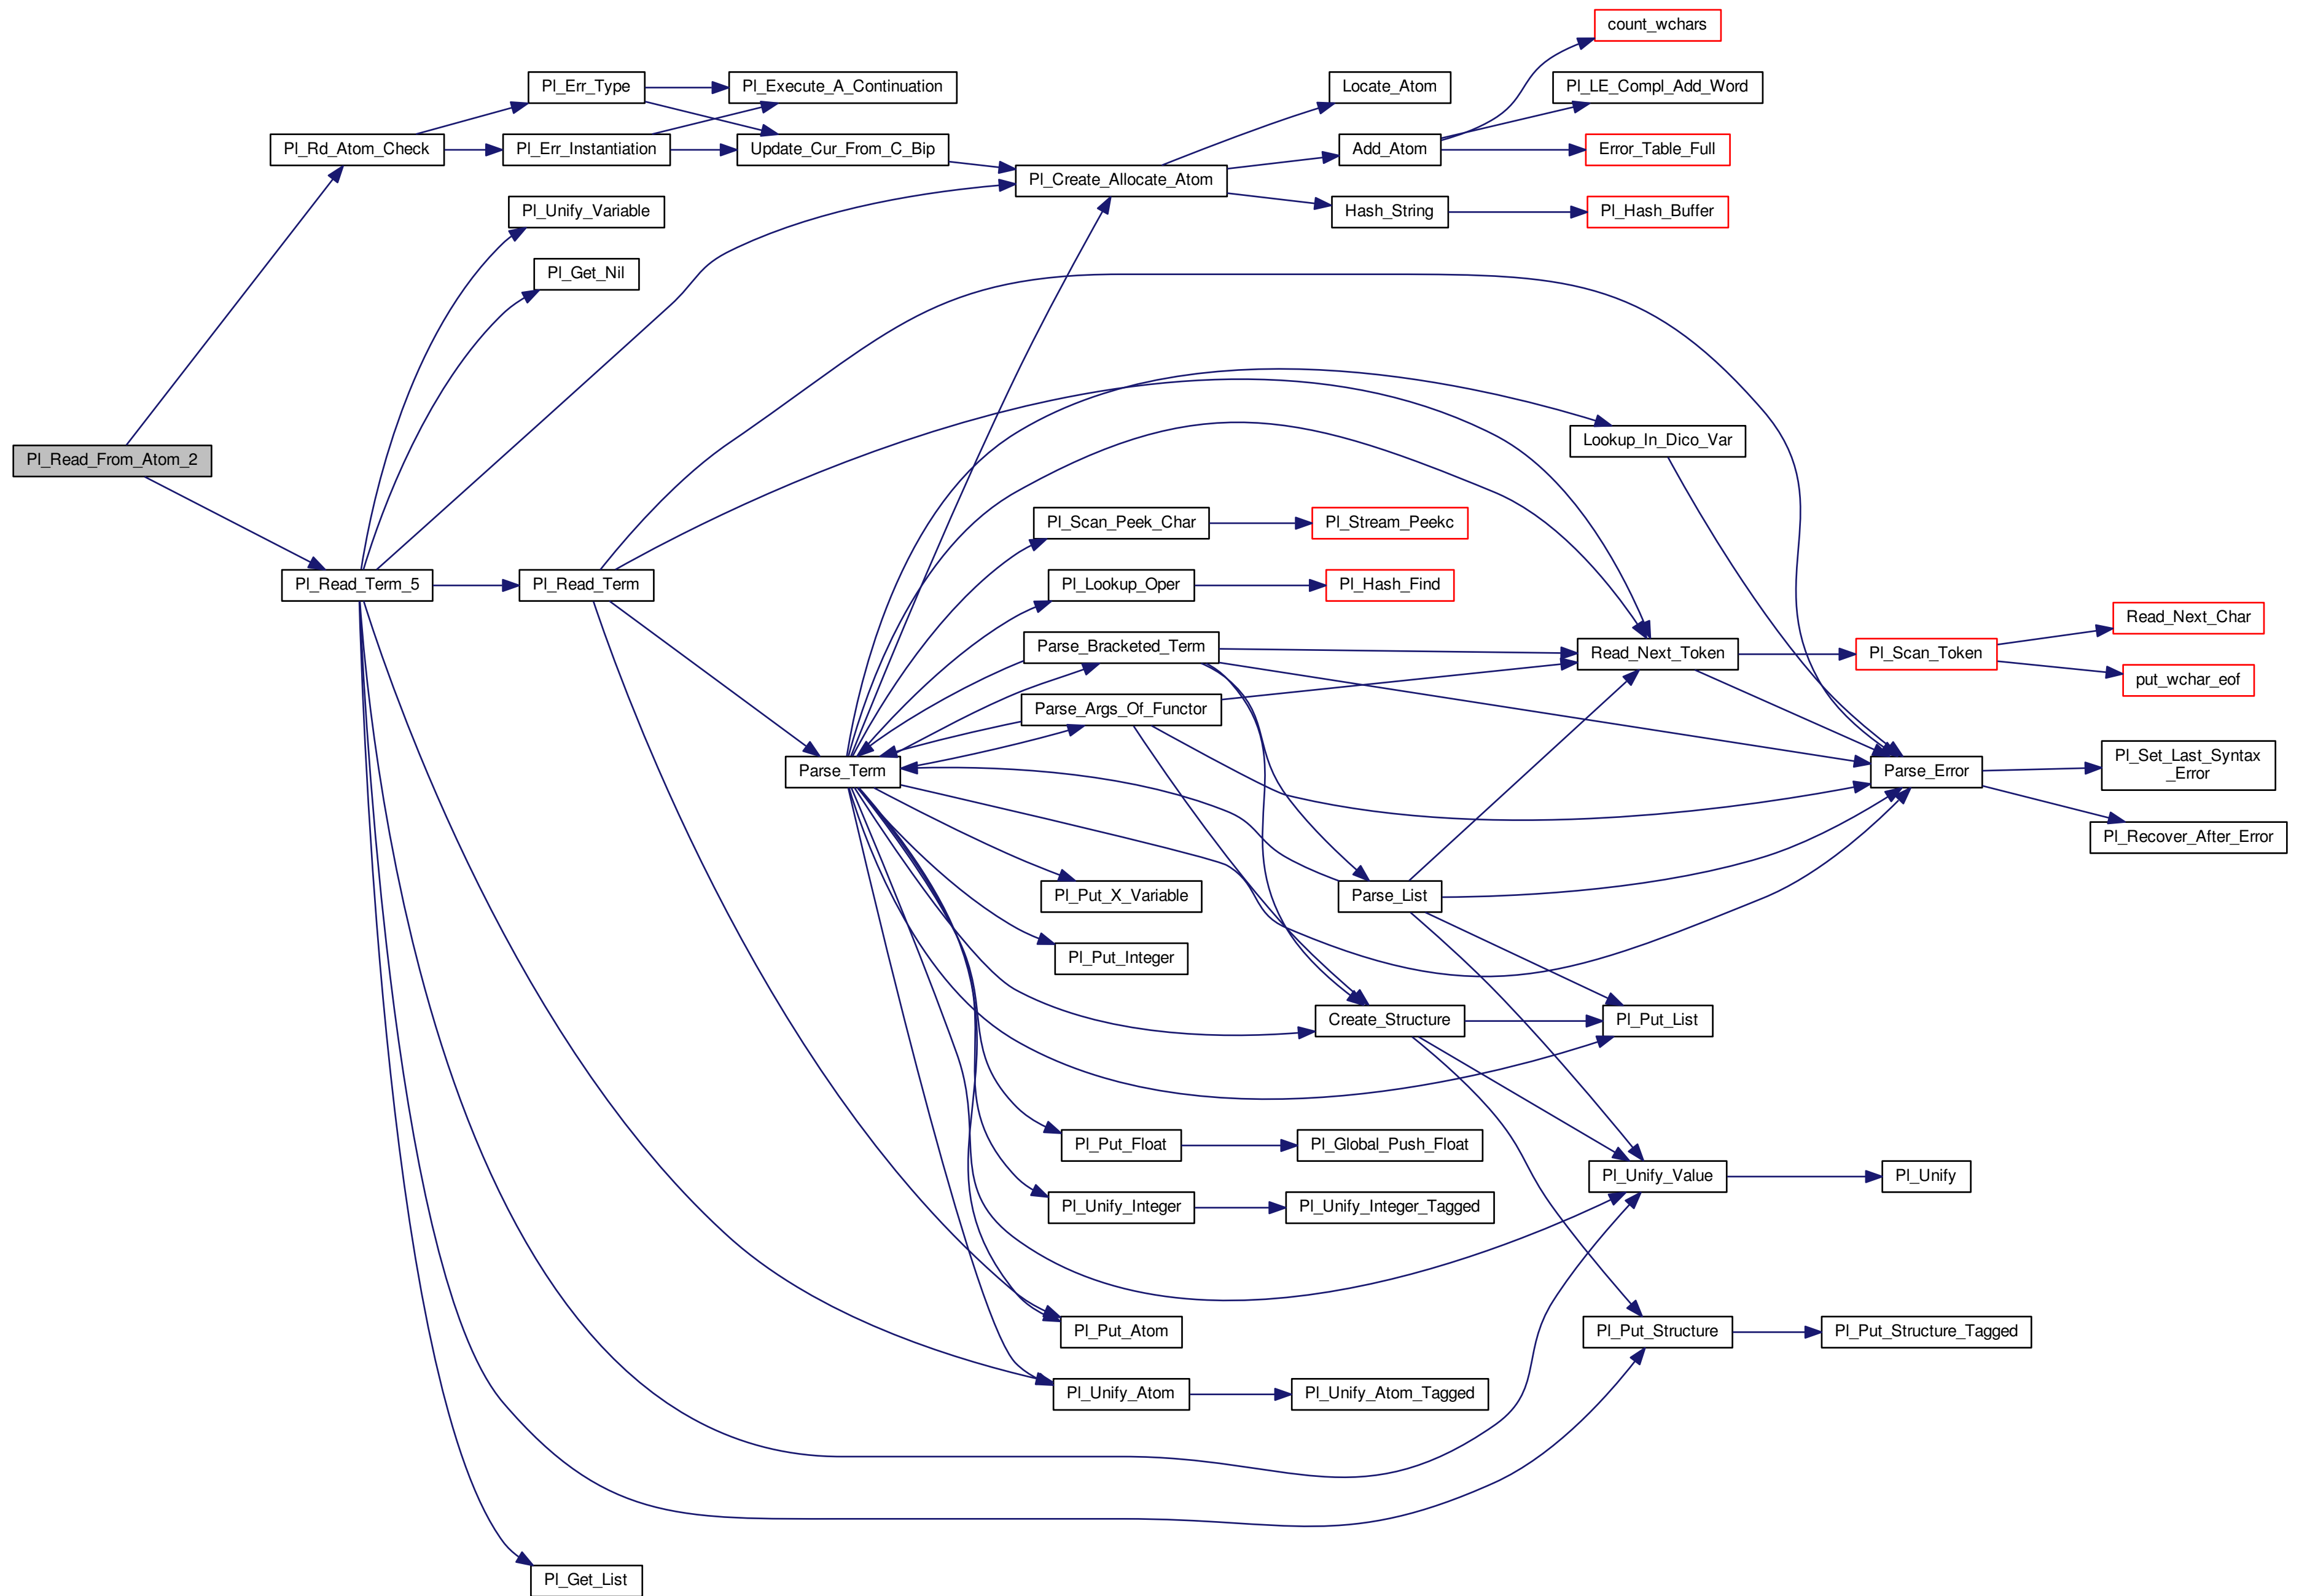 count_wchars
Pl_Err_Type
Pl_Execute_A_Continuation
Locate_Atom
Pl_LE_Compl_Add_Word
Pl_Rd_Atom_Check
Pl_Err_Instantiation
Update_Cur_From_C_Bip
Add_Atom
Error_Table_Full
Pl_Create_Allocate_Atom
Pl_Unify_Variable
Hash_String
Pl_Hash_Buffer
Pl_Get_Nil
Lookup_In_Dico_Var
Pl_Read_From_Atom_2
Pl_Scan_Peek_Char
Pl_Stream_Peekc
Pl_Read_Term_5
Pl_Read_Term
Pl_Lookup_Oper
Pl_Hash_Find
Read_Next_Char
Parse_Bracketed_Term
Read_Next_Token
Pl_Scan_Token
put_wchar_eof
Parse_Args_Of_Functor
Pl_Set_Last_Syntax
_Error
Parse_Term
Parse_Error
Pl_Recover_After_Error
Pl_Put_X_Variable
Parse_List
Pl_Put_Integer
Create_Structure
Pl_Put_List
Pl_Put_Float
Pl_Global_Push_Float
Pl_Unify_Value
Pl_Unify
Pl_Unify_Integer
Pl_Unify_Integer_Tagged
Pl_Put_Atom
Pl_Put_Structure
Pl_Put_Structure_Tagged
Pl_Unify_Atom
Pl_Unify_Atom_Tagged
Pl_Get_List